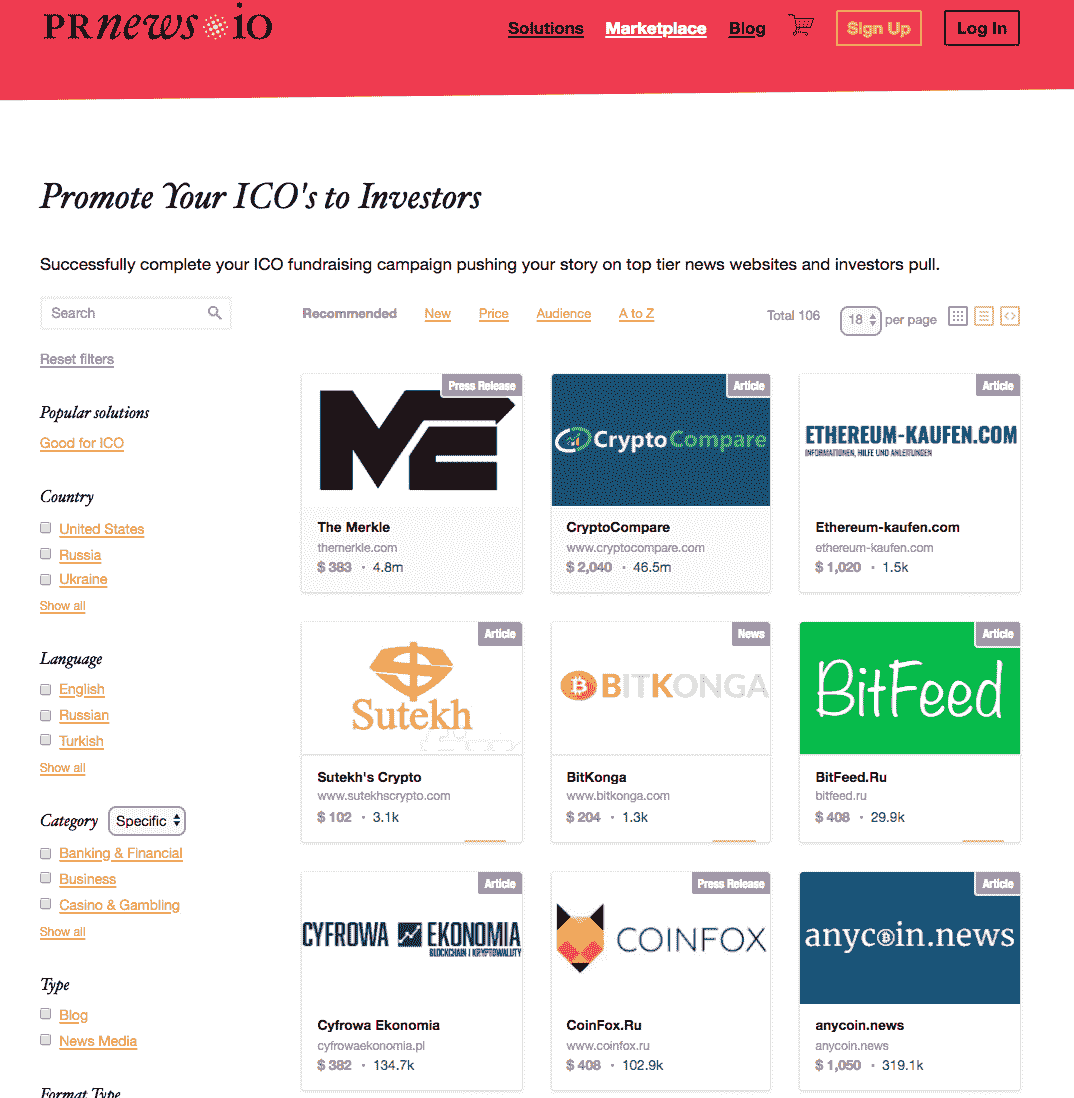 PRnews.io
Solutions
Marketplace
Blog
Sign Up
Log In
Promote Your ICO's to Investors
Successfully complete your ICO fundraising campaign pushing your story on top tier news websites and investors pull.
Search
Reset filters
Popular solutions
Good for ICO
Country
United States
Russia
Ukraine
Show all
Language
English
Russian
Turkish
Show all
Category
Specific
Banking & Financial
Business
Casino & Gambling
Show all
Type
Blog
News Media
Format Type
Recommended
New
Price
Audience
A to Z
Total 106
18
per page
Press Release
ME
The Merkle
themerkle.com
$ 383 • 4.8m
Article
CryptoCompare
CryptoCompare
www.cryptocompare.com
$ 2,040 • 46.5m
Article
ETHEREUM-KAUFEN.COM
INFORMATIONEN, HILFE UND ANLEITUNGEN
Ethereum-kaufen.com
ethereum-kaufen.com
$ 1,020 • 1.5k
Article
Sutekh
Sutekh's Crypto
www.sutekhscrypto.com
$ 102 • 3.1k
News
BITKONGA
BitKonga
www.bitkonga.com
$ 204 • 1.3k
Article
BitFeed
BitFeed.Ru
bitfeed.ru
$ 408 • 29.9k
Article
CYFROWA EKONOMIA
BLOCKCHAIN I KRYPTOWALUTY
Cyfrowa Ekonomia
cyfrowaekonomia.pl
$ 382 • 134.7k
Press Release
COINFOX
CoinFox.Ru
www.coinfox.ru
$ 408 • 102.9k
Article
anycoin.news
anycoin.news
anycoin.news
$ 1,050 • 319.1k